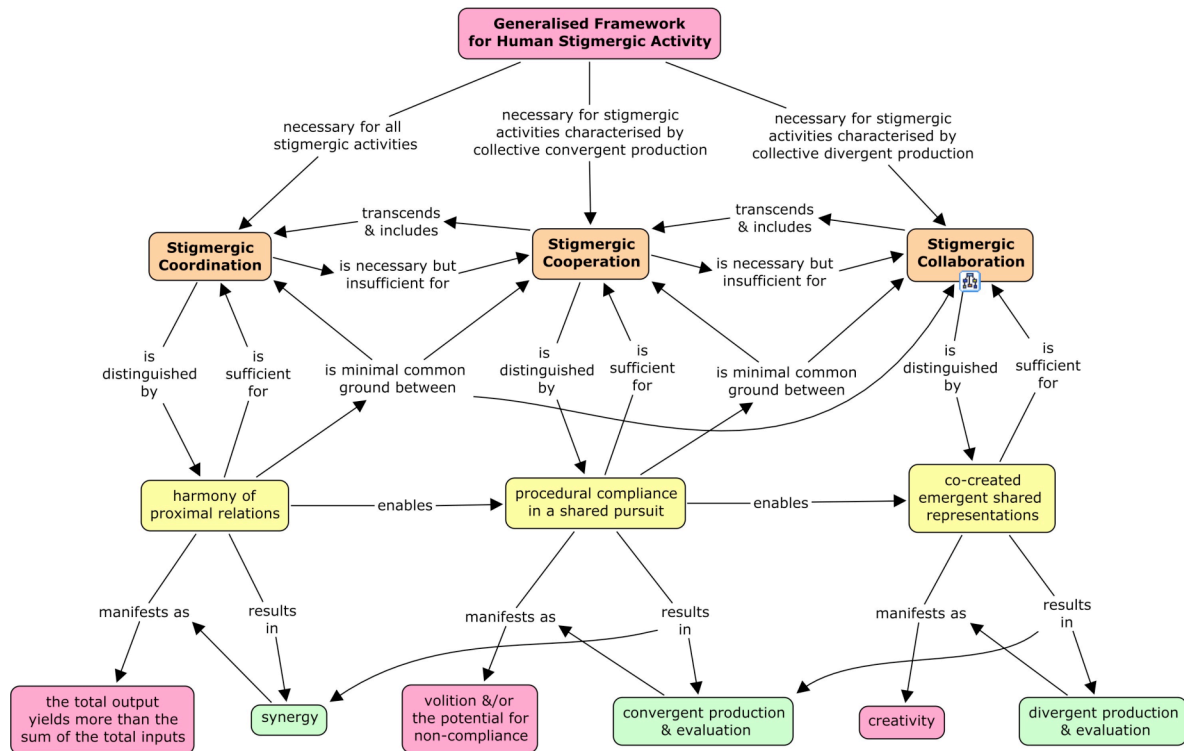 Generalised Framework
for Human Stigmergic Activity
necessary for all
stigmergic activities
necessary for stigmergic
activities characterised by
collective convergent production
necessary for stigmergic
activities characterised by
collective divergent production
transcends
& includes
transcends
& includes
Stigmergic
Coordination
Stigmergic
Cooperation
Stigmergic
Collaboration
is necessary but
insufficient for
is necessary but
insufficient for
is
distinguished
by
is
sufficient
for
is minimal common
ground between
is
distinguished
by
is
sufficient
for
is minimal common
ground between
is
distinguished
by
is
sufficient
for
harmony of
proximal relations
enables
procedural compliance
in a shared pursuit
enables
co-created
emergent shared
representations
manifests as
results
in
manifests as
results
in
manifests as
results
in
the total output
yields more than the
sum of the total inputs
synergy
volition &/or
the potential for
non-compliance
convergent production
& evaluation
creativity
divergent production
& evaluation